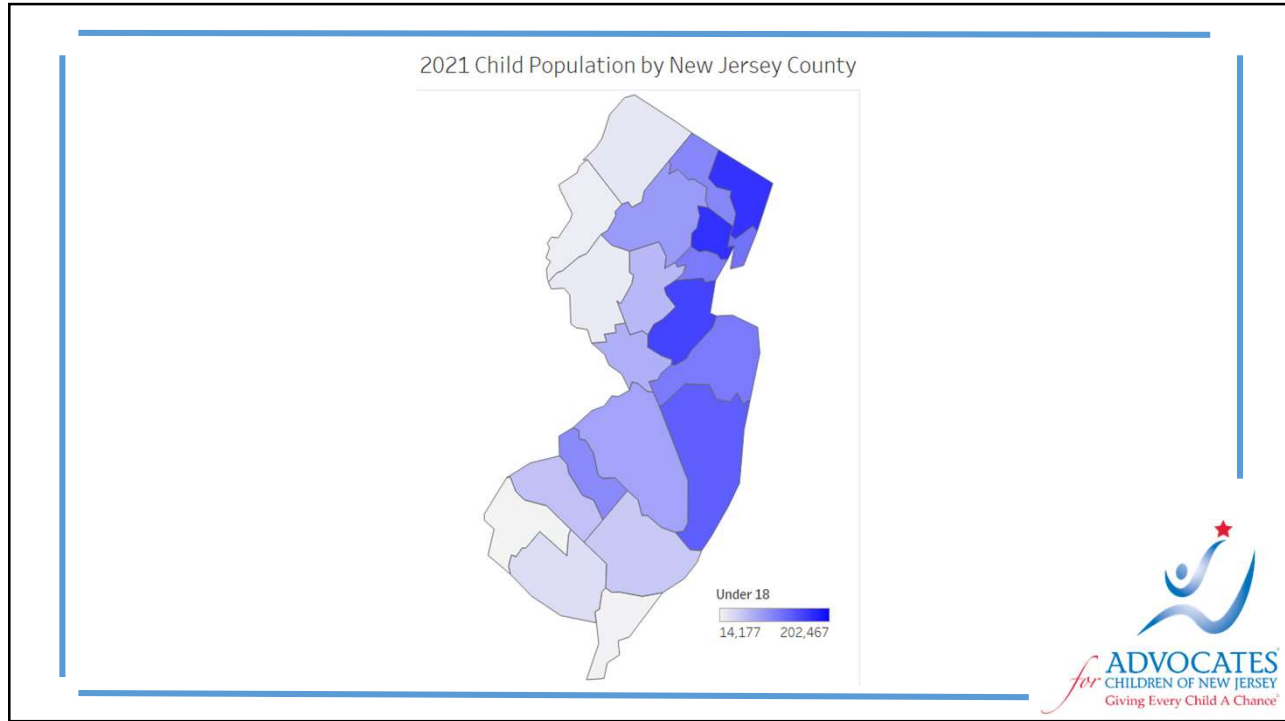 2021 Child Population by New Jersey County
Under 18
14,177 202,467
for ADVOCATES
CHILDREN OF NEW JERSEY
Giving Every Child A Chance®